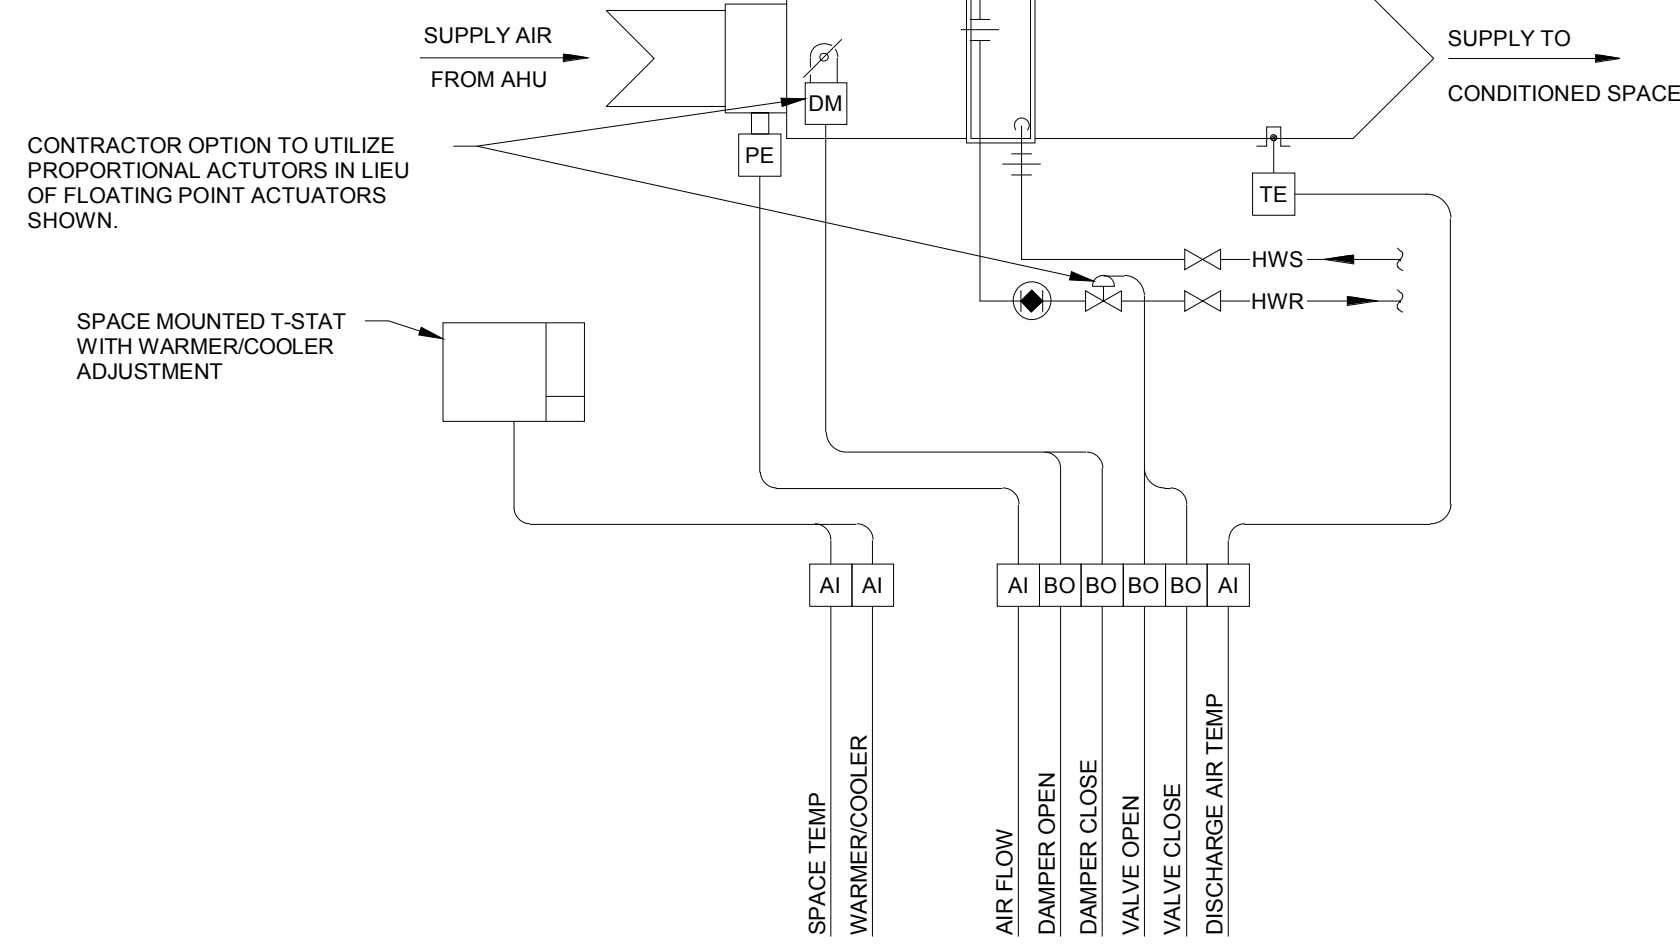 SUPPLY AIR
FROM AHU
SUPPLY TO
CONDITIONED SPACE
DM
CONTRACTOR OPTION TO UTILIZE
PROPORTIONAL ACTUTORS IN LIEU
OF FLOATING POINT ACTUATORS
SHOWN.
PE
TE
HWS
HWR
SPACE MOUNTED T-STAT
WITH WARMER/COOLER
ADJUSTMENT
AI AI AI BO BO BO BO AI
SPACE TEMP
WARMER/COOLER
AIR FLOW
DAMPER OPEN
DAMPER CLOSE
VALVE OPEN
VALVE CLOSE
DISCHARGE AIR TEMP